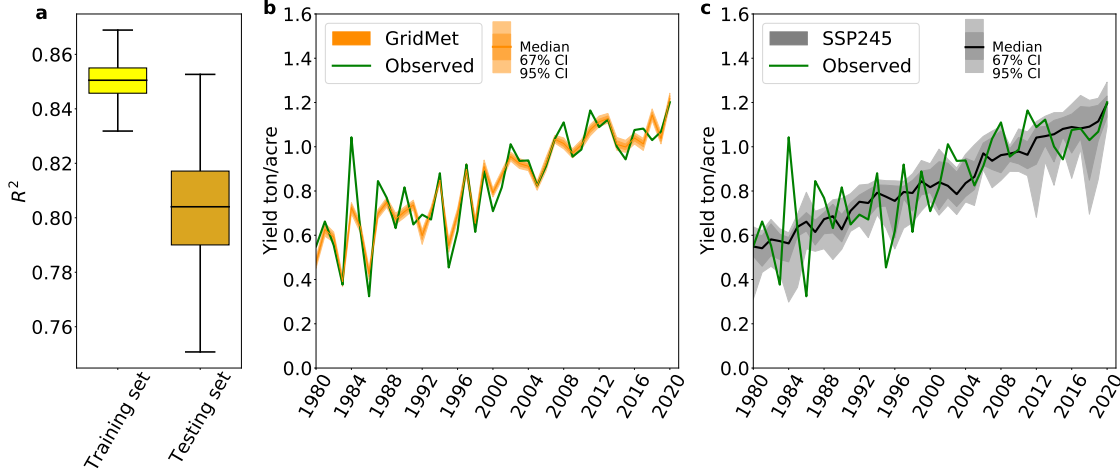 a
R²
0.86
0.84
0.82
0.80
0.78
0.76
Training set
Testing set
b
GridMet
Observed
Median
67% CI
95% CI
Yield ton/acre
1.6
1.4
1.2
1.0
0.8
0.6
0.4
0.2
0.0
1980
1984
1988
1992
1996
2000
2004
2008
2012
2016
2020
c
SSP245
Observed
Median
67% CI
95% CI
Yield ton/acre
1.6
1.4
1.2
1.0
0.8
0.6
0.4
0.2
0.0
1980
1984
1988
1992
1996
2000
2004
2008
2012
2016
2020